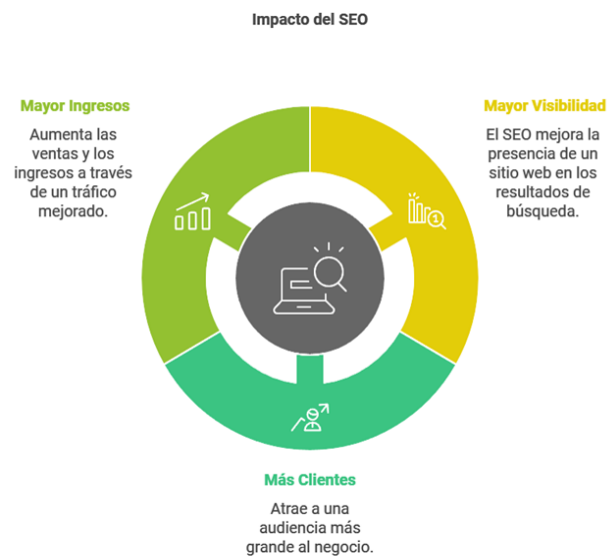 Impacto del SEO
Mayor Ingresos
Aumenta las
ventas y los
ingresos a través
de un tráfico
mejorado.
Mayor Visibilidad
El SEO mejora la
presencia de un
sitio web en los
resultados de
búsqueda.
Más Clientes
Atrae a una
audiencia más
grande al negocio.